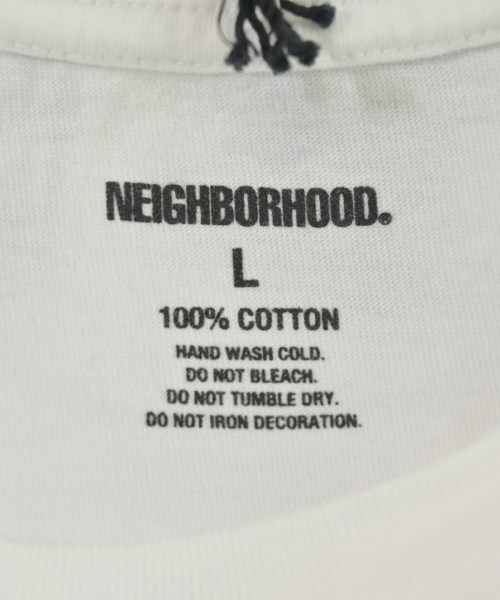 NEIGHBORHOOD®
L
100% COTTON
HAND WASH COLD.
DO NOT BLEACH.
DO NOT TUMBLE DRY.
DO NOT IRON DECORATION.